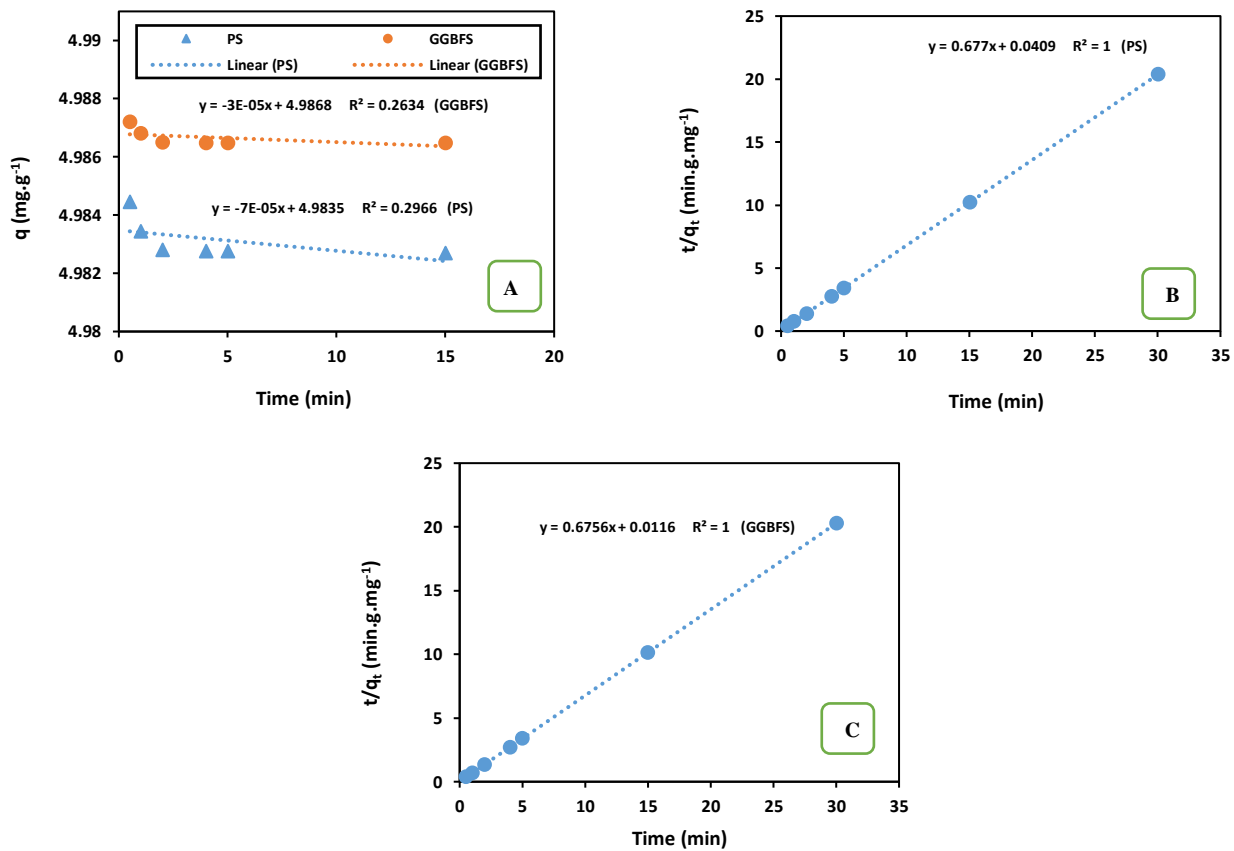 4.99
4.988
4.986
4.984
4.982
4.98
q (mg.g⁻¹)
PS
GGBFS
Linear (PS)
Linear (GGBFS)
y = -3E-05x + 4.9868 R² = 0.2634 (GGBFS)
y = -7E-05x + 4.9835 R² = 0.2966 (PS)
A
0 5 10 15 20
Time (min)
25
20
15
10
5
0
t/qₜ (min.g.mg⁻¹)
y = 0.677x + 0.0409 R² = 1 (PS)
B
0 5 10 15 20 25 30 35
Time (min)
25
20
15
10
5
0
t/qₜ (min.g.mg⁻¹)
y = 0.6756x + 0.0116 R² = 1 (GGBFS)
C
0 5 10 15 20 25 30 35
Time (min)